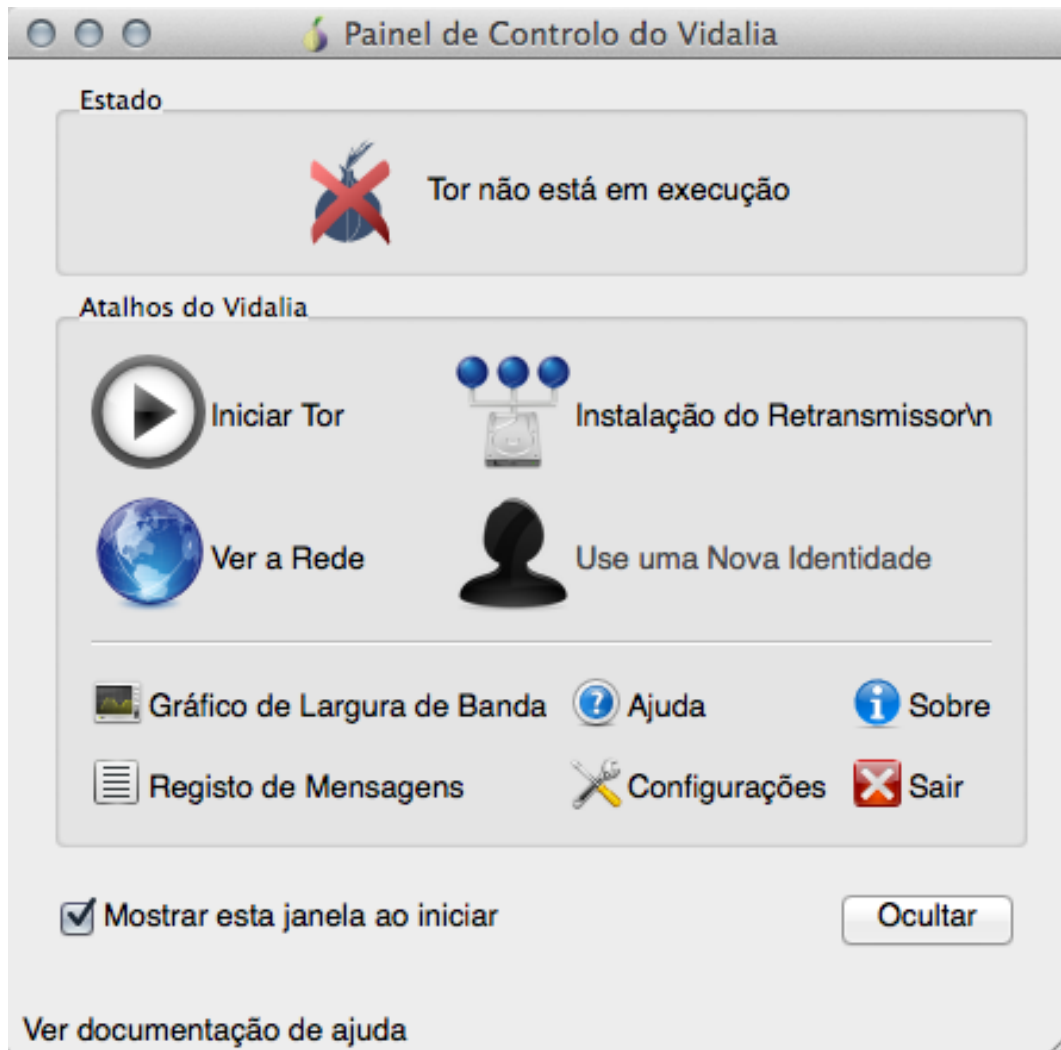 Painel de Controlo do Vidalia
Estado
Tor não está em execução
Atalhos do Vidalia
Iniciar Tor
Instalação do Retransmissor\n
Ver a Rede
Use uma Nova Identidade
Gráfico de Largura de Banda
Ajuda
Sobre
Registo de Mensagens
Configurações
Sair
Mostrar esta janela ao iniciar
Ocultar
Ver documentação de ajuda